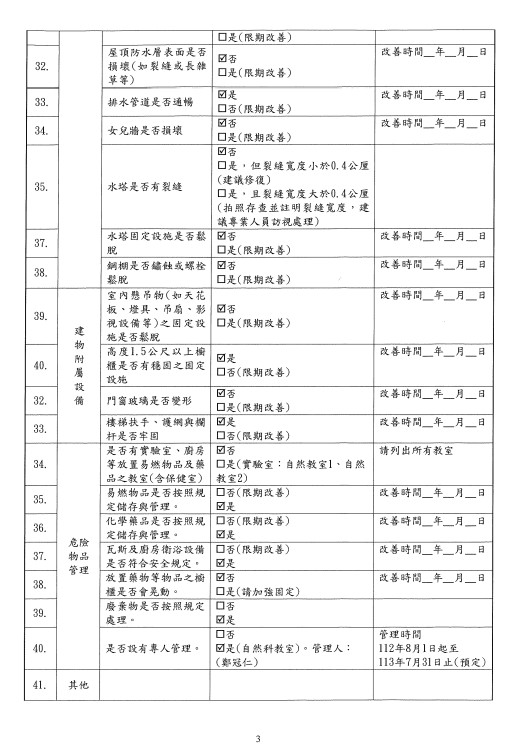 □是(限期改善)
32.
屋頂防水層表面是否
損壞(如裂縫或長雜
草等)
☑否
□是(限期改善)
改善時間__年__月__日
33.
排水管道是否通暢
☑是
□否(限期改善)
改善時間__年__月__日
34.
女兒牆是否損壞
☑否
□是(限期改善)
改善時間__年__月__日
35.
水塔是否有裂縫
☑否
□是，但裂縫寬度小於0.4公厘
(建議修復)
□是，且裂縫寬度大於0.4公厘
(拍照存查並註明裂縫寬度，建
議專業人員訪視處理)
37.
水塔固定設施是否鬆
脫
☑否
□是(限期改善)
改善時間__年__月__日
38.
鋼棚是否鏽蝕或螺栓
鬆脫
☑否
□是(限期改善)
改善時間__年__月__日
建
物
附
屬
設
備
39.
室內懸吊物(如天花
板、燈具、吊扇、影
視設備等)之固定設
施是否鬆脫
☑否
□是(限期改善)
改善時間__年__月__日
40.
高度1.5公尺以上櫥
櫃是否有穩固之固定
設施
☑是
□否(限期改善)
改善時間__年__月__日
32.
門窗玻璃是否變形
☑否
□是(限期改善)
改善時間__年__月__日
33.
樓梯扶手、護網與欄
杆是否牢固
☑是
□否(限期改善)
改善時間__年__月__日
危險
物品
管理
34.
是否有實驗室、廚房
等放置易燃物品及藥
品之教室(含保健室)
☑否
□是(實驗室：自然教室1、自然
教室2)
請列出所有教室
35.
易燃物品是否按照規
定儲存與管理。
□否(限期改善)
☑是
改善時間__年__月__日
36.
化學藥品是否按照規
定儲存與管理。
□否(限期改善)
☑是
改善時間__年__月__日
37.
瓦斯及廚房衛浴設備
是否符合安全規定。
□否(限期改善)
☑是
改善時間__年__月__日
38.
放置藥物等物品之櫥
櫃是否會晃動。
☑否
□是(請加強固定)
改善時間__年__月__日
39.
廢棄物是否按照規定
處理。
□否
☑是
40.
是否設有專人管理。
□否
☑是(自然科教室)。管理人：
(鄭冠仁)
管理時間
112年8月1日起至
113年7月31日止(預定)
41.
其他
3